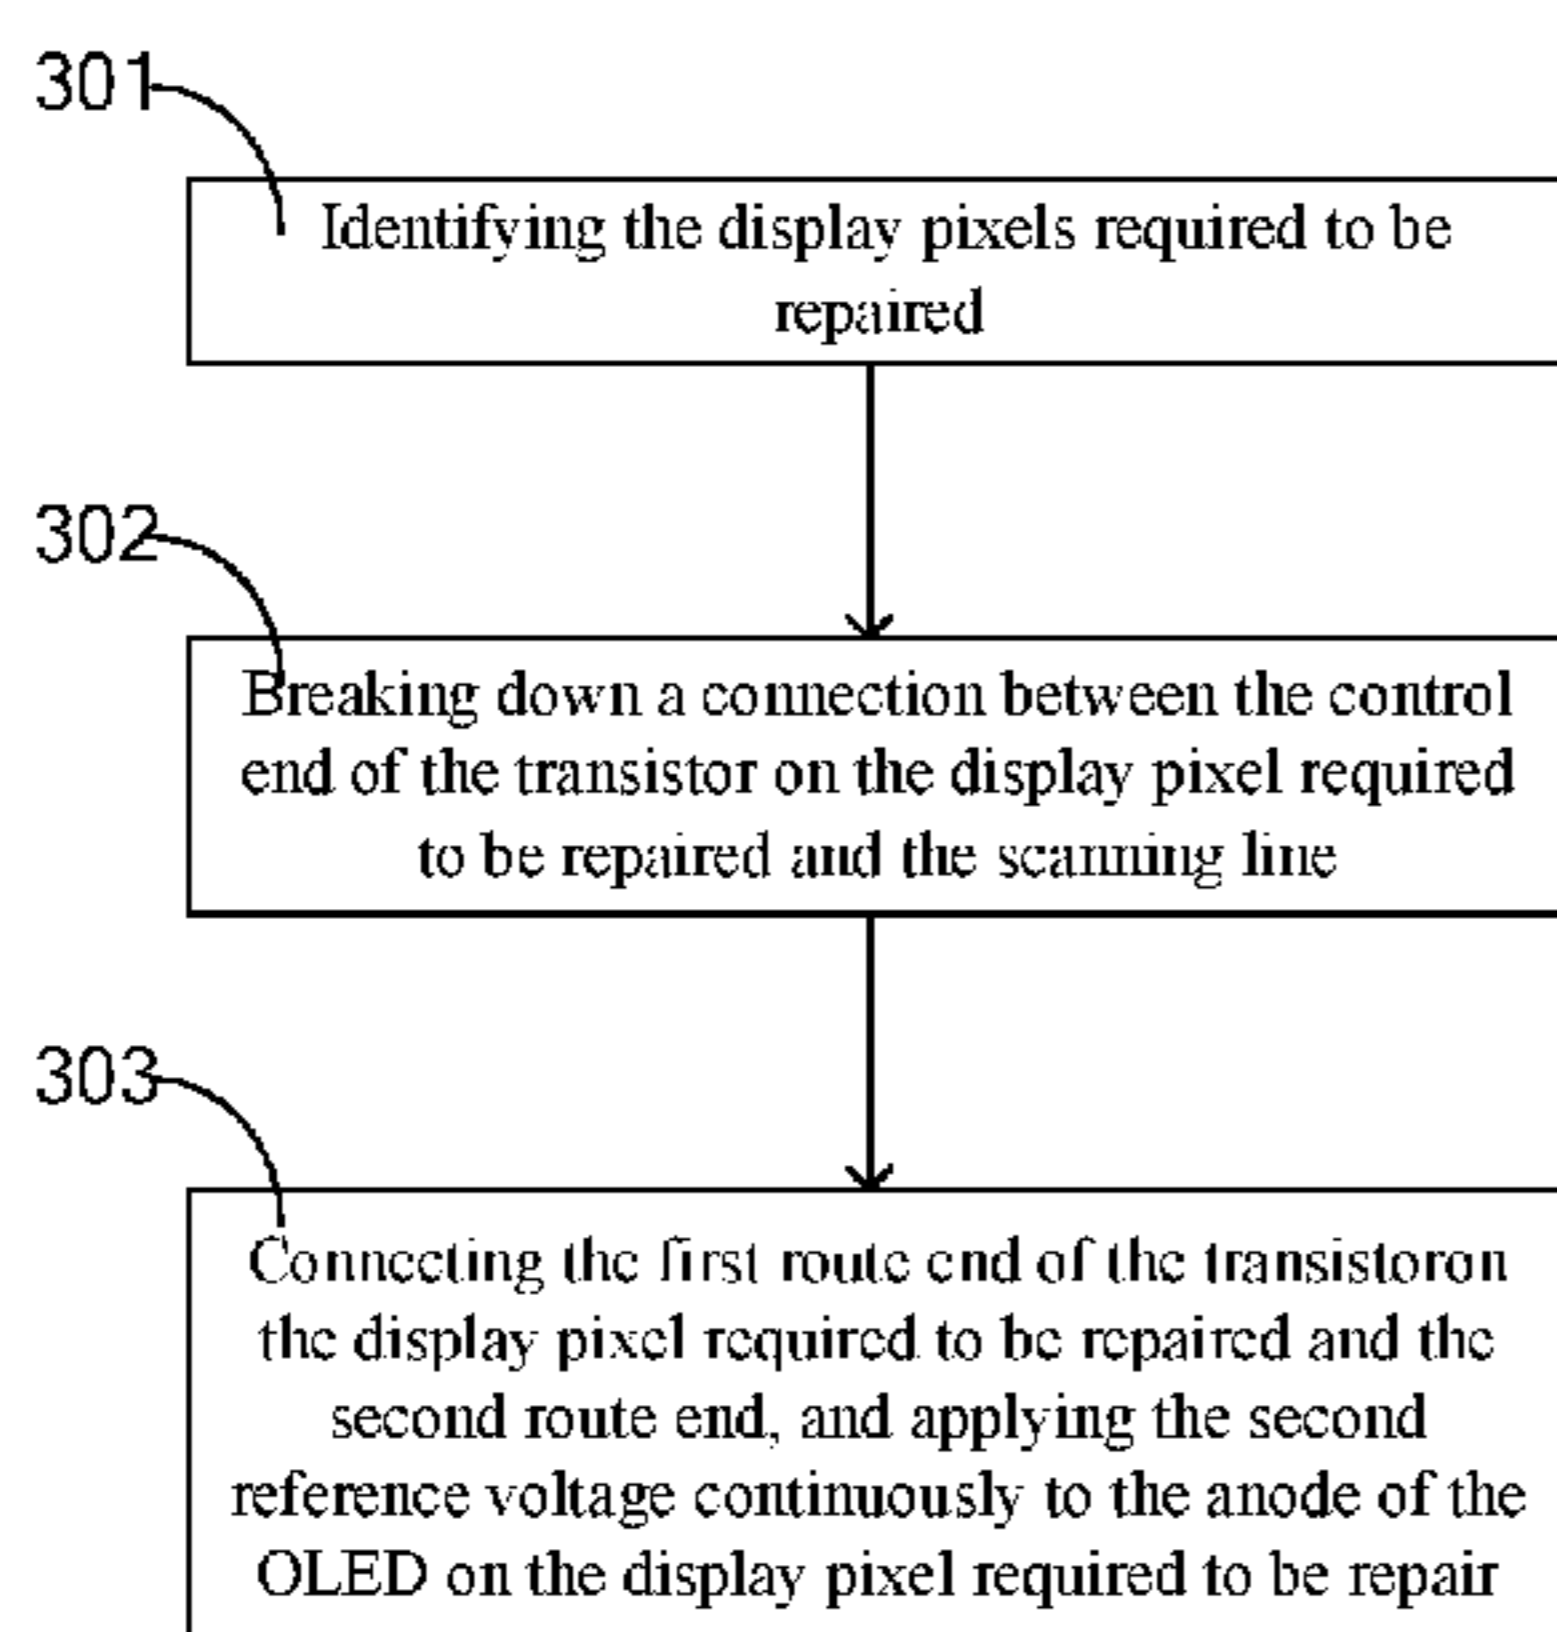 301
Identifying the display pixels required to be
repaired
302
Breaking down a connection between the control
end of the transistor on the display pixel required
to be repaired and the scanning line
303
Connecting the first route end of the transistoron
the display pixel required to be repaired and the
second route end, and applying the second
reference voltage continuously to the anode of the
OLED on the display pixel required to be repair